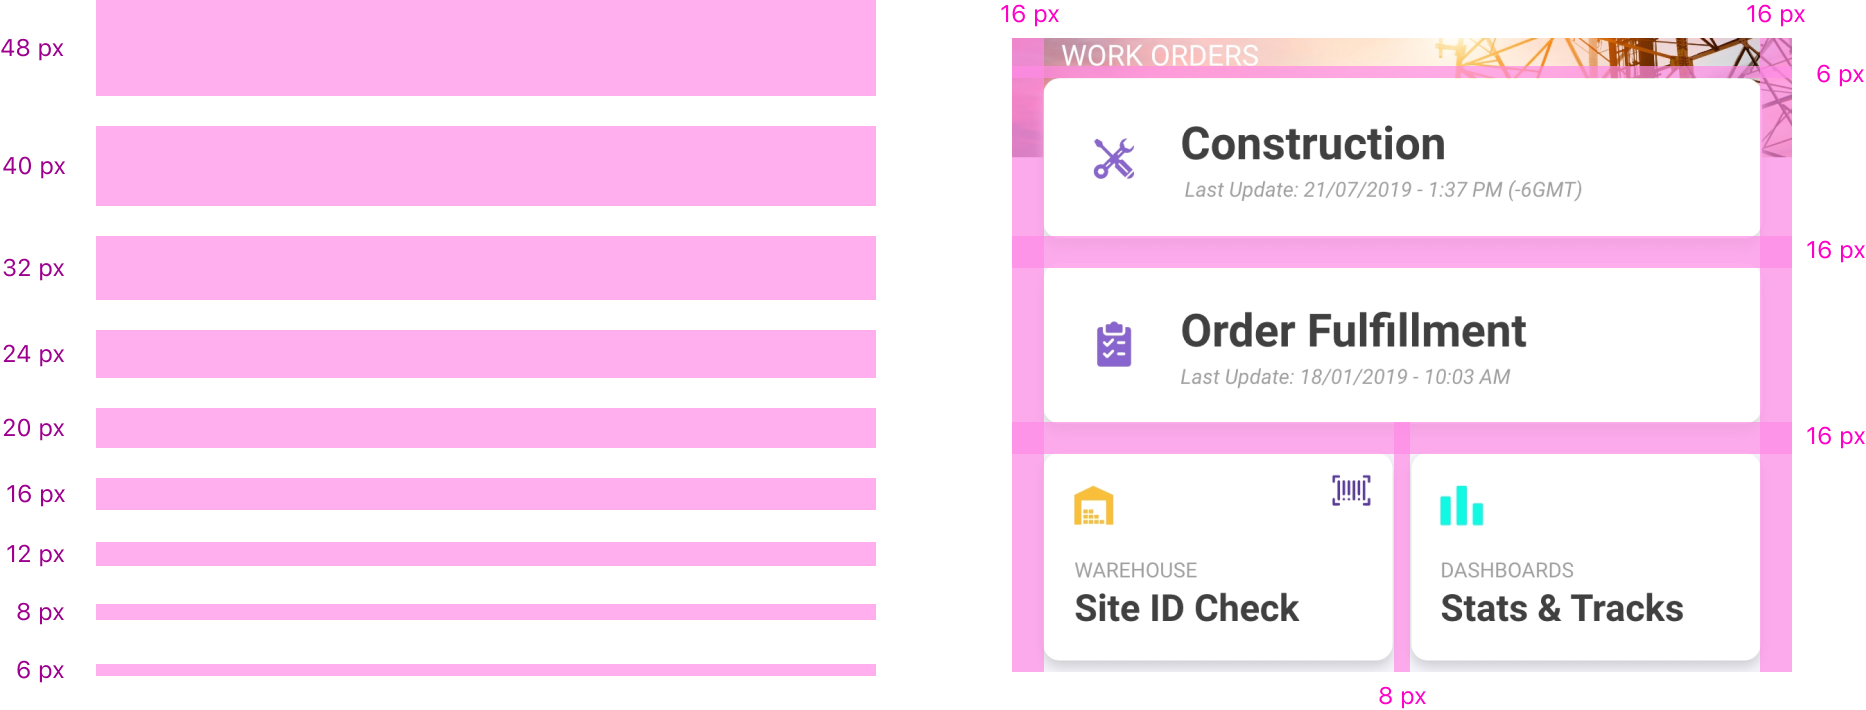 48 px
40 px
32 px
24 px
20 px
16 px
12 px
8 px
6 px
16 px
16 px
WORK ORDERS
6 px
Construction
Last Update: 21/07/2019 - 1:37 PM (-6GMT)
16 px
Order Fulfillment
Last Update: 18/01/2019 - 10:03 AM
16 px
WAREHOUSE
Site ID Check
DASHBOARDS
Stats & Tracks
8 px